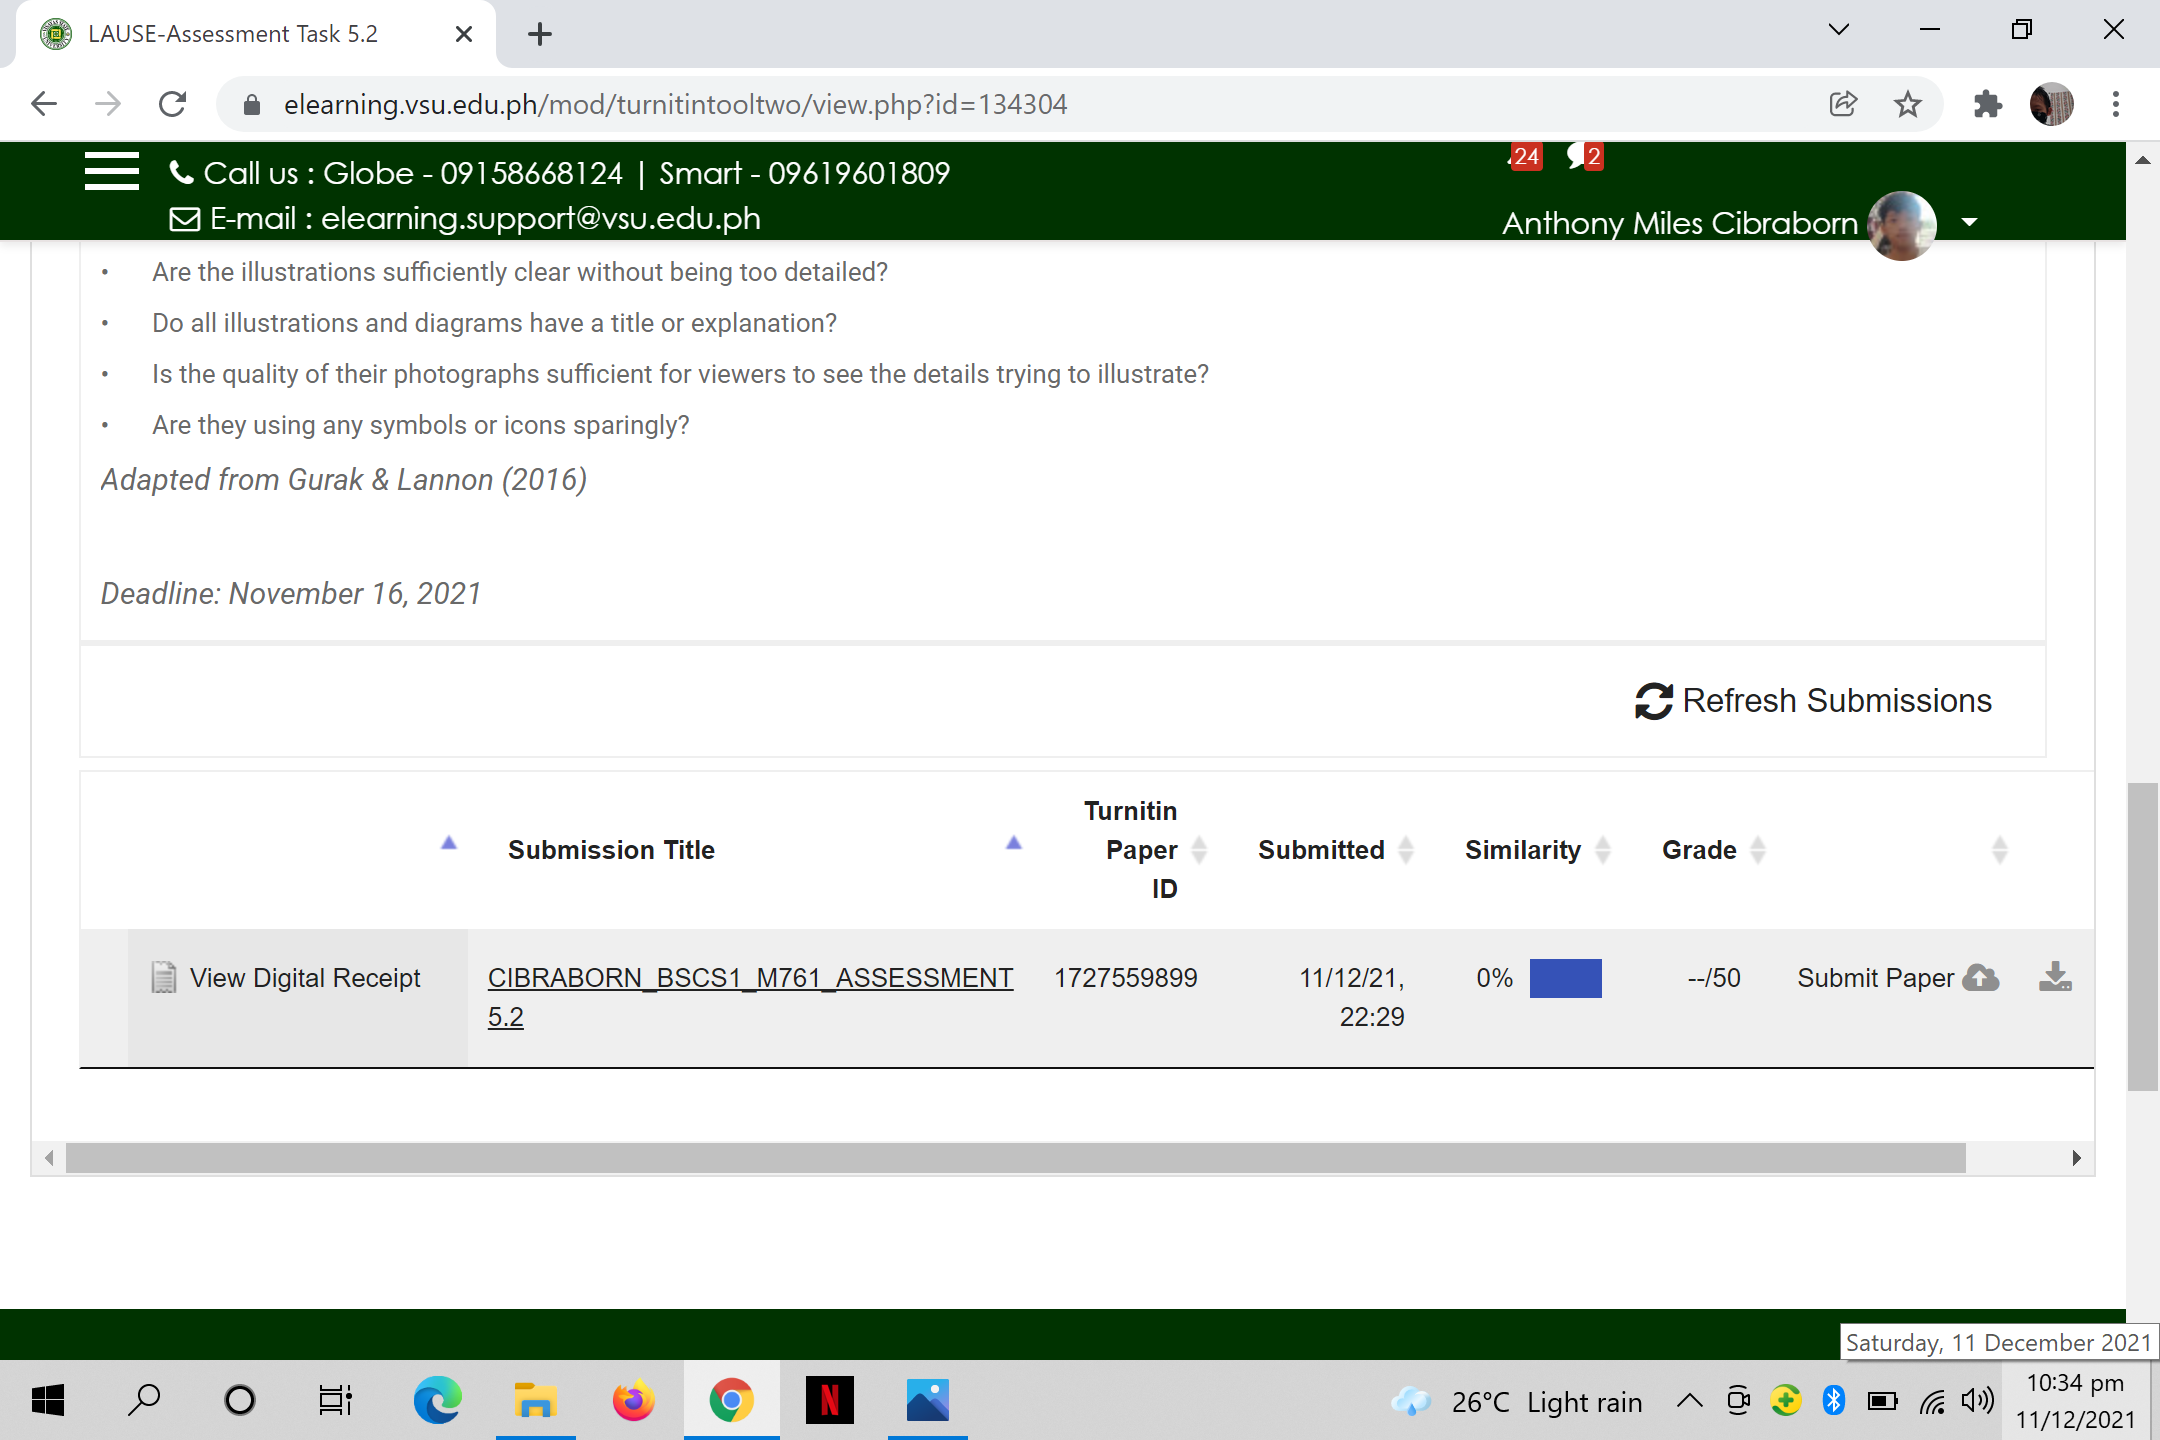 LAUSE-Assessment Task 5.2
elearning.vsu.edu.ph/mod/turnitintooltwo/view.php?id=134304
Call us : Globe - 09158668124 | Smart - 09619601809
24 2
E-mail : elearning.support@vsu.edu.ph
Anthony Miles Cibraborn
• Are the illustrations sufficiently clear without being too detailed?
• Do all illustrations and diagrams have a title or explanation?
• Is the quality of their photographs sufficient for viewers to see the details trying to illustrate?
• Are they using any symbols or icons sparingly?
Adapted from Gurak & Lannon (2016)
Deadline: November 16, 2021
Refresh Submissions
Submission Title Turnitin Paper ID Submitted Similarity Grade
View Digital Receipt CIBRABORN_BSCS1_M761_ASSESSMENT 1727559899 11/12/21, 0% --/50 Submit Paper
5.2 22:29
Saturday, 11 December 2021
26°C Light rain
10:34 pm
11/12/2021